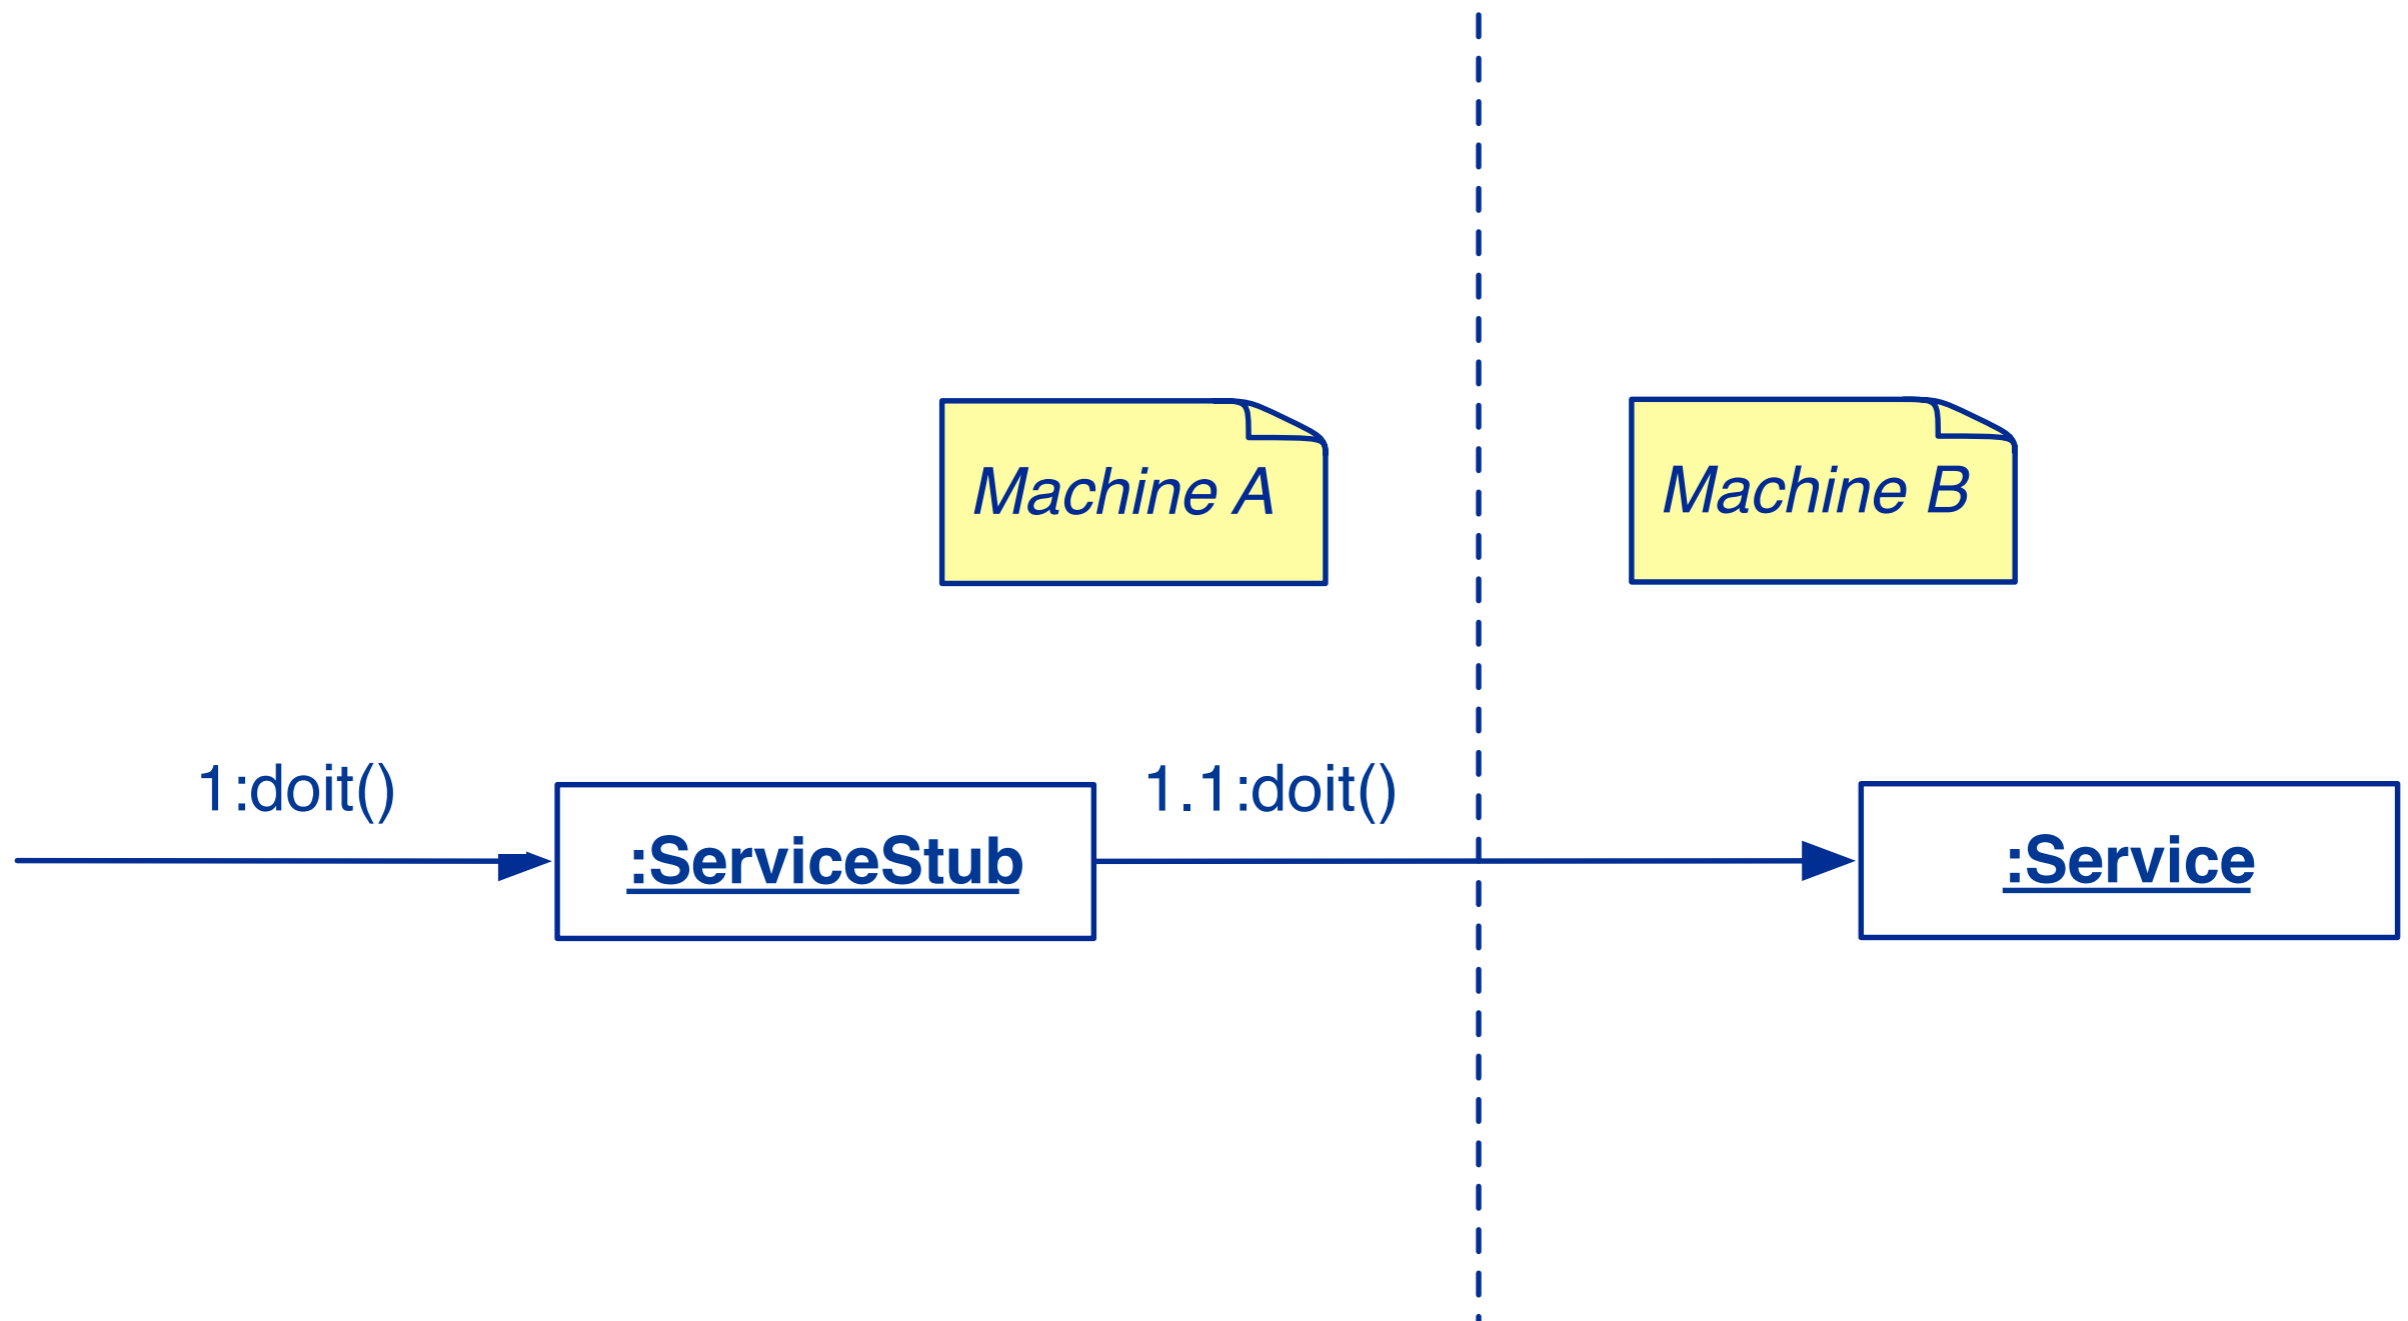 Machine A
Machine B
1:doit()
1.1:doit()
:ServiceStub
:Service